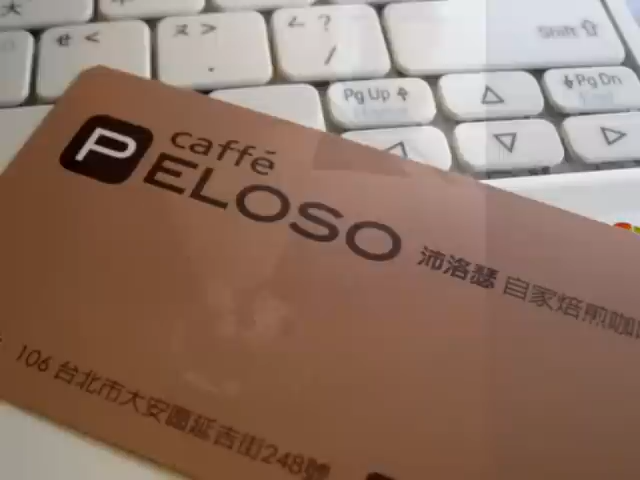 大
ㄝ <
ㄡ > .
ㄥ ? /
Shift ⇧
Pg Up
Pg Dn
caffé
PELOSO
沛洛瑟 自家焙煎咖
106 台北市大安區延吉街248號